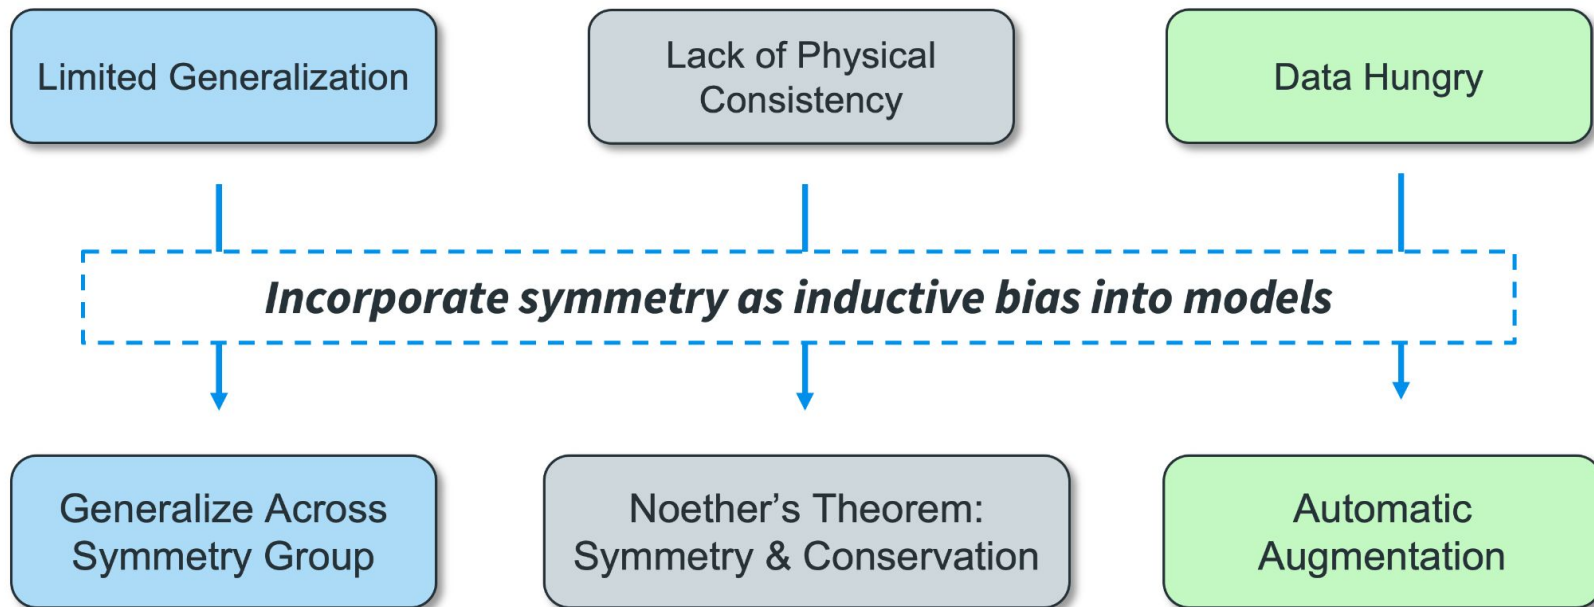 Limited Generalization
Lack of Physical
Consistency
Data Hungry
Incorporate symmetry as inductive bias into models
Generalize Across
Symmetry Group
Noether’s Theorem:
Symmetry & Conservation
Automatic
Augmentation